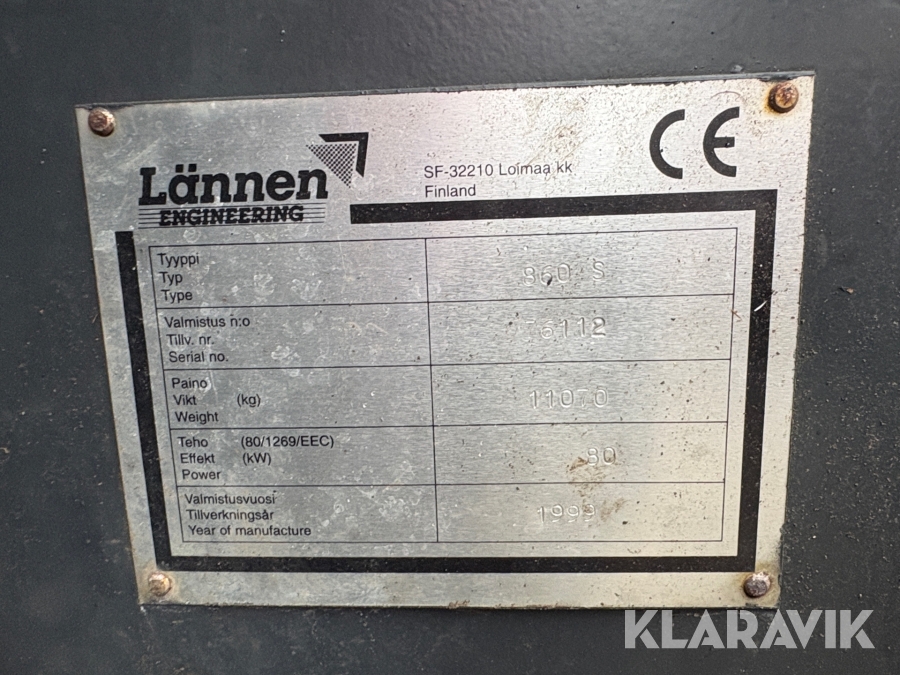 Lännen
ENGINEERING
SF-32210 Loimaa kk
Finland
CE
Tyyppi
Typ
Type
860 S
Valmistus n:o
Tillv. nr.
Serial no.
76112
Paino
Vikt (kg)
Weight
11070
Teho (80/1269/EEC)
Effekt (kW)
Power
80
Valmistusvuosi
Tillverkningsår
Year of manufacture
1999
KLARAVIK